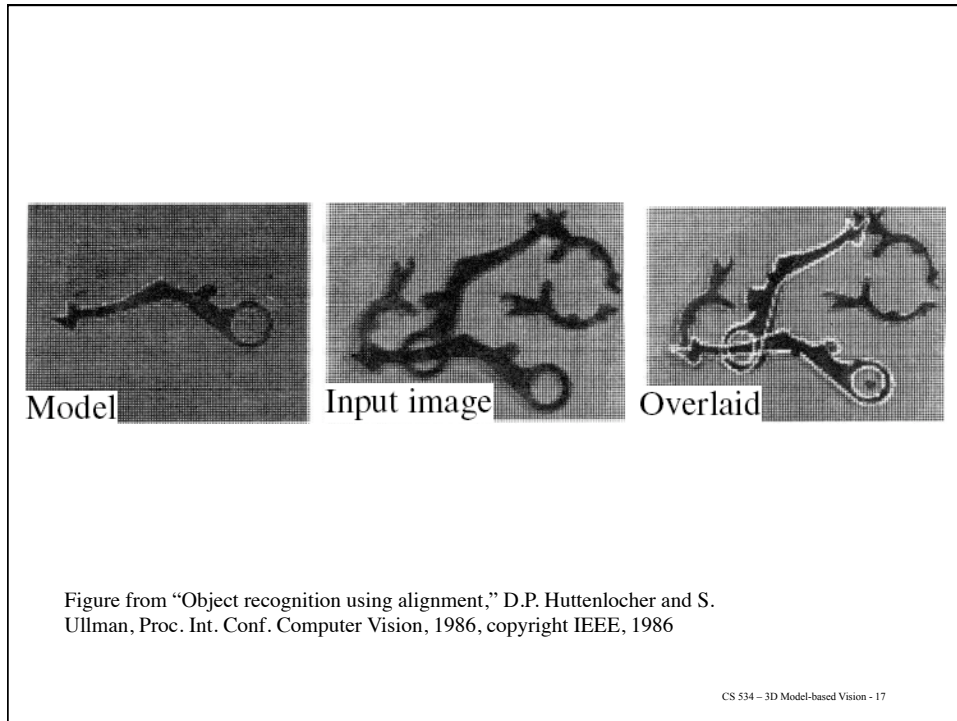 Model
Input image
Overlaid
Figure from “Object recognition using alignment,” D.P. Huttenlocher and S.
Ullman, Proc. Int. Conf. Computer Vision, 1986, copyright IEEE, 1986
CS 534 – 3D Model-based Vision - 17